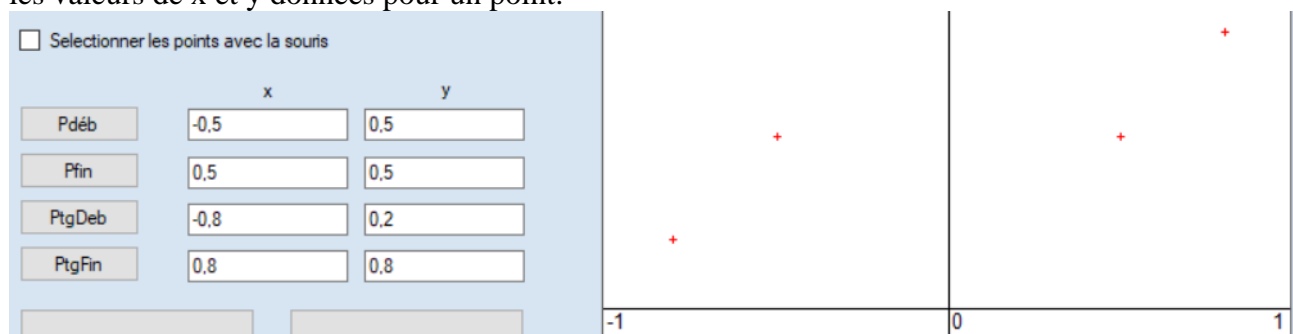 les valeurs de x et y données pour un point.
Selectionner les points avec la souris
x y
Pdéb -0,5 0,5
Pfin 0,5 0,5
PtgDeb -0,8 0,2
PtgFin 0,8 0,8
-1 0 1